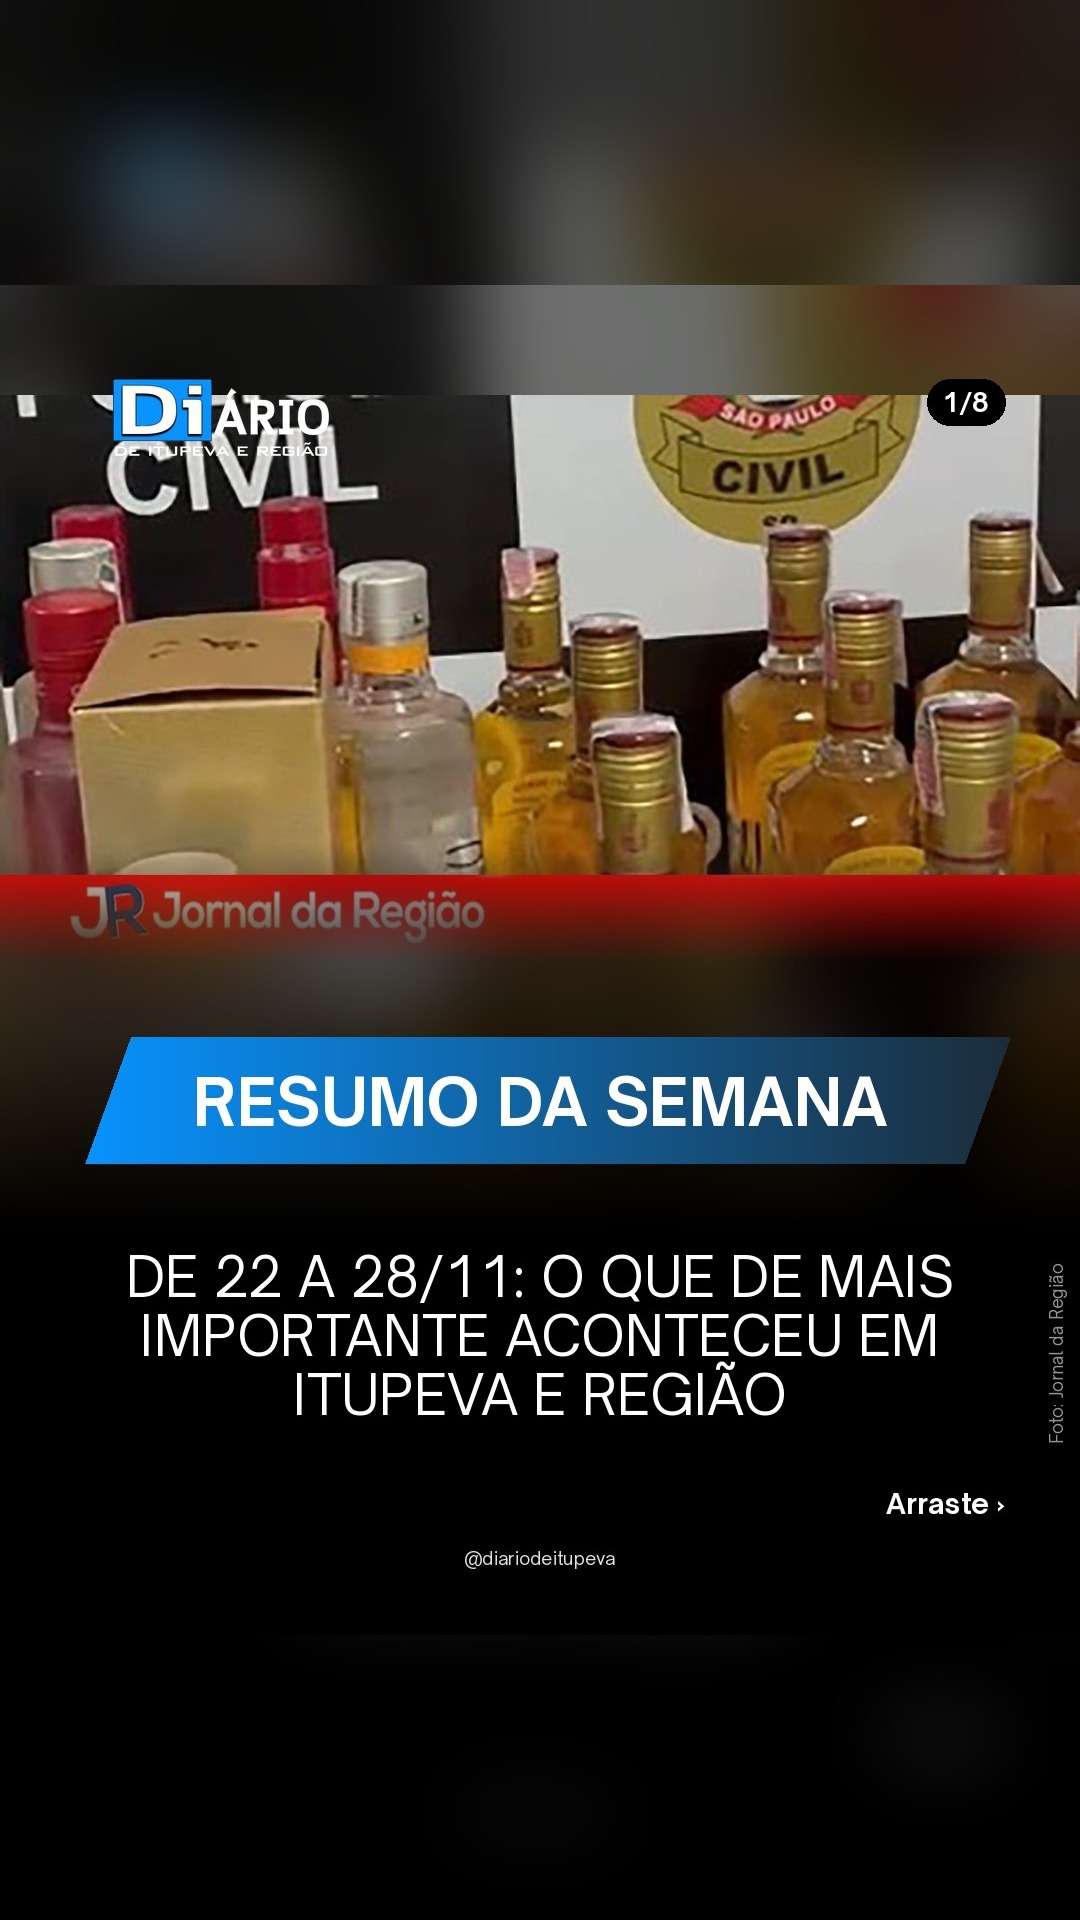 DiÁRIO
DE ITUPEVA E REGIÃO
1/8
CIVIL
SÃO PAULO
CIVIL
SP
JR Jornal da Região
RESUMO DA SEMANA
DE 22 A 28/11: O QUE DE MAIS
IMPORTANTE ACONTECEU EM
ITUPEVA E REGIÃO
Foto: Jornal da Região
Arraste ›
@diariodeitupeva